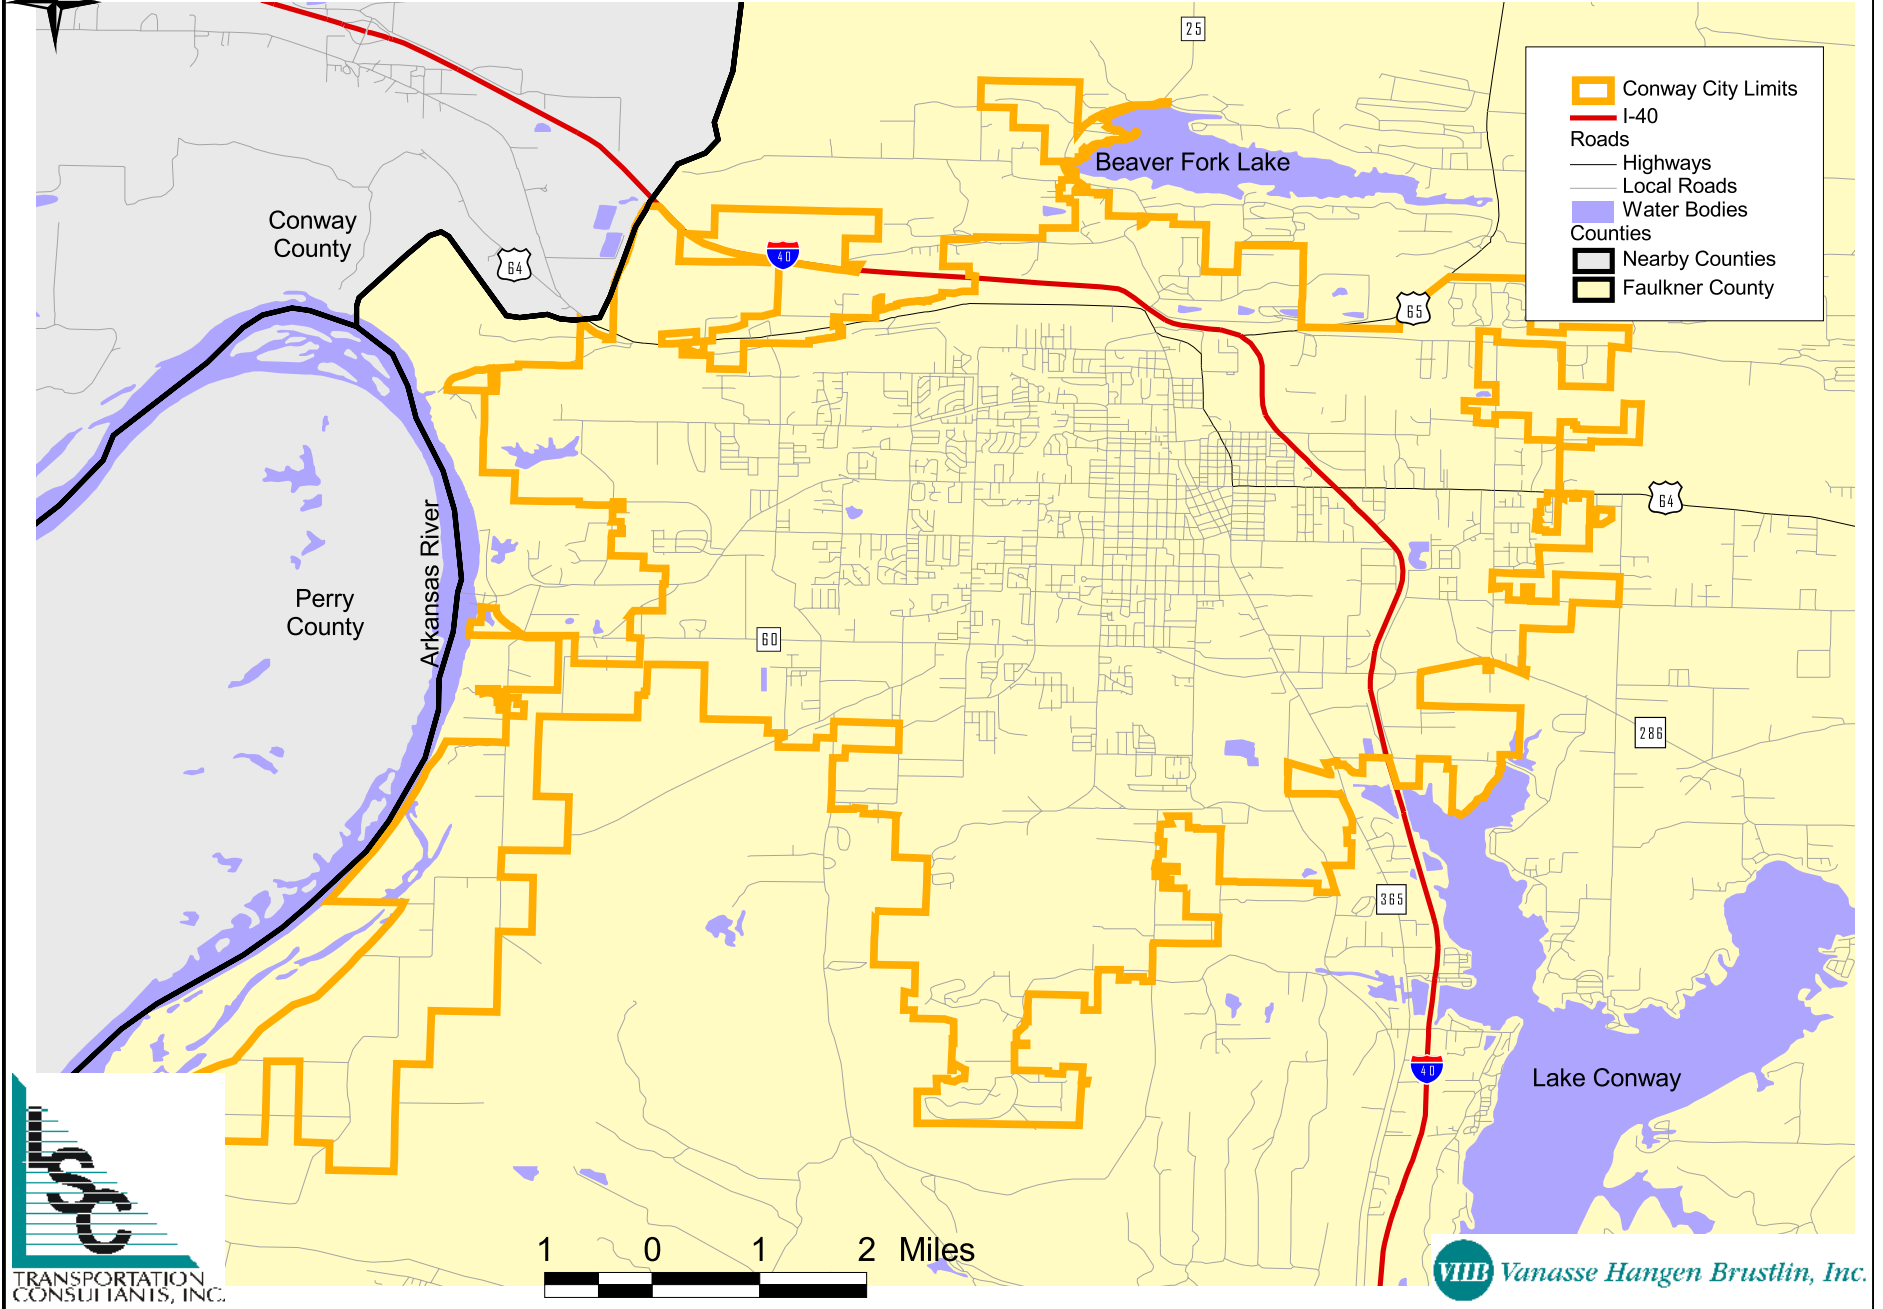 25
Conway City Limits
I-40
Roads
Highways
Local Roads
Water Bodies
Counties
Nearby Counties
Faulkner County
Beaver Fork Lake
Conway
County
64
40
65
64
Arkansas River
Perry
County
60
286
365
40
Lake Conway
LSC
TRANSPORTATION
CONSULTANTS, INC.
1 0 1 2 Miles
VHB Vanasse Hangen Brustlin, Inc.